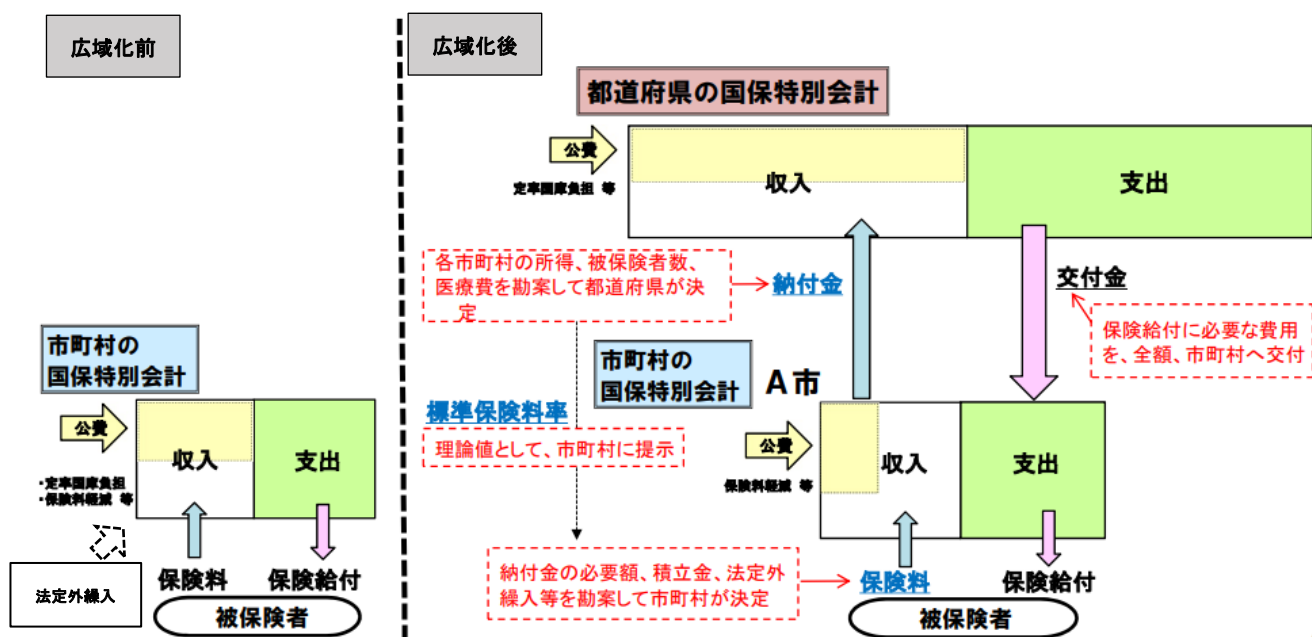 広域化前
市町村の
国保特別会計
公費
・定率国庫負担
・保険料軽減 等
収入
支出
法定外繰入
保険料
保険給付
被保険者
広域化後
都道府県の国保特別会計
公費
定率国庫負担 等
収入
支出
各市町村の所得、被保険者数、
医療費を勘案して都道府県が決
定
納付金
交付金
保険給付に必要な費用
を、全額、市町村へ交付
市町村の
国保特別会計
A市
標準保険料率
理論値として、市町村に提示
公費
保険料軽減 等
収入
支出
納付金の必要額、積立金、法定外
繰入等を勘案して市町村が決定
保険料
保険給付
被保険者